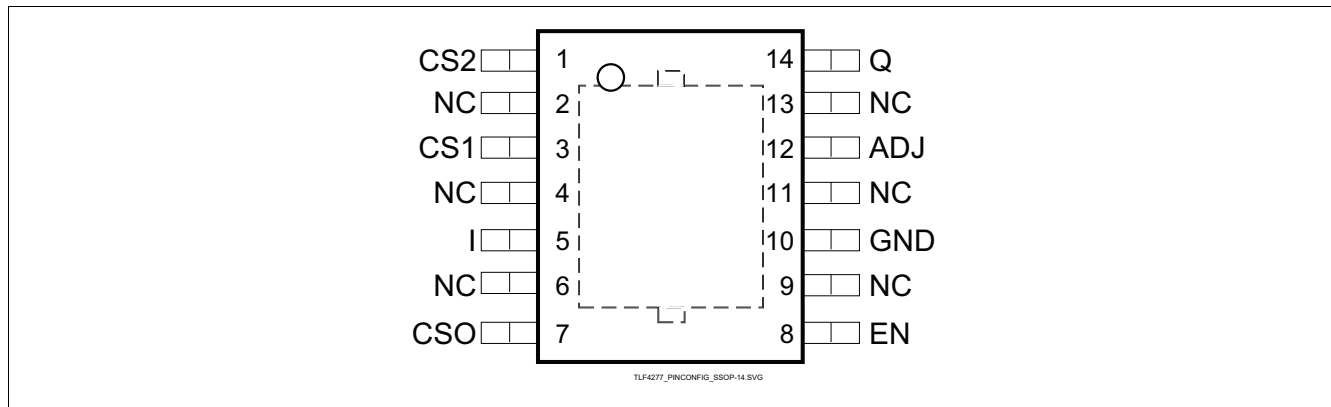 CS2 1 14 Q
NC 2 13 NC
CS1 3 12 ADJ
NC 4 11 NC
I 5 10 GND
NC 6 9 NC
CSO 7 8 EN
TLF4277_PINCONFIG_SSOP-14.SVG